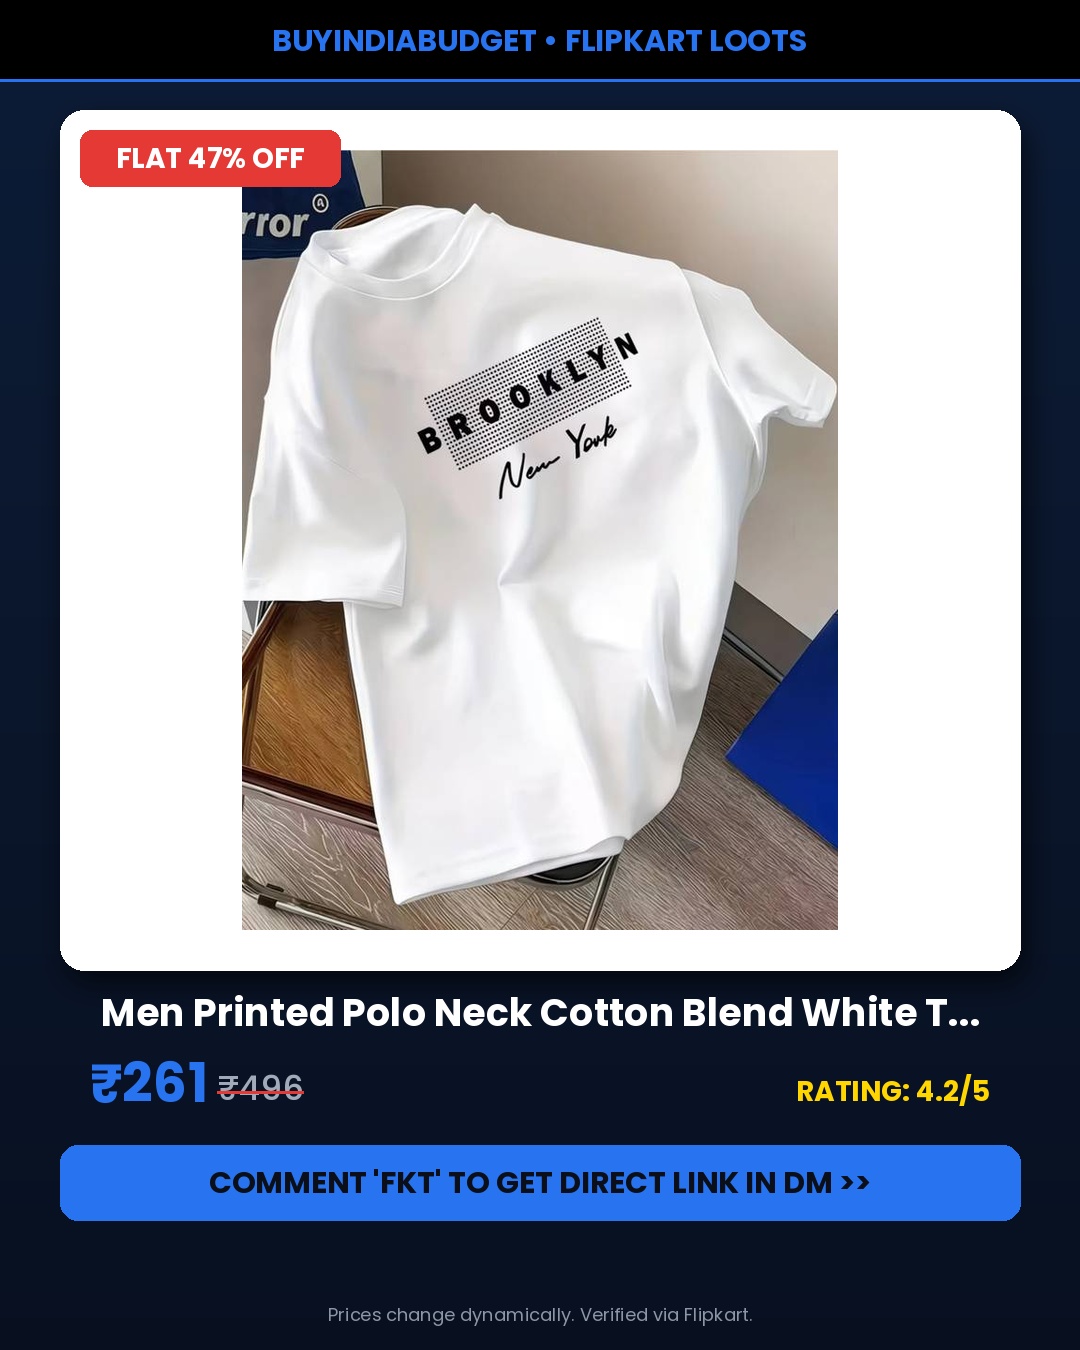 BUYINDIABUDGET • FLIPKART LOOTS
FLAT 47% OFF
rror®
BROOKLYN
New York
Men Printed Polo Neck Cotton Blend White T...
₹261 ₹496
RATING: 4.2/5
COMMENT 'FKT' TO GET DIRECT LINK IN DM >>
Prices change dynamically. Verified via Flipkart.